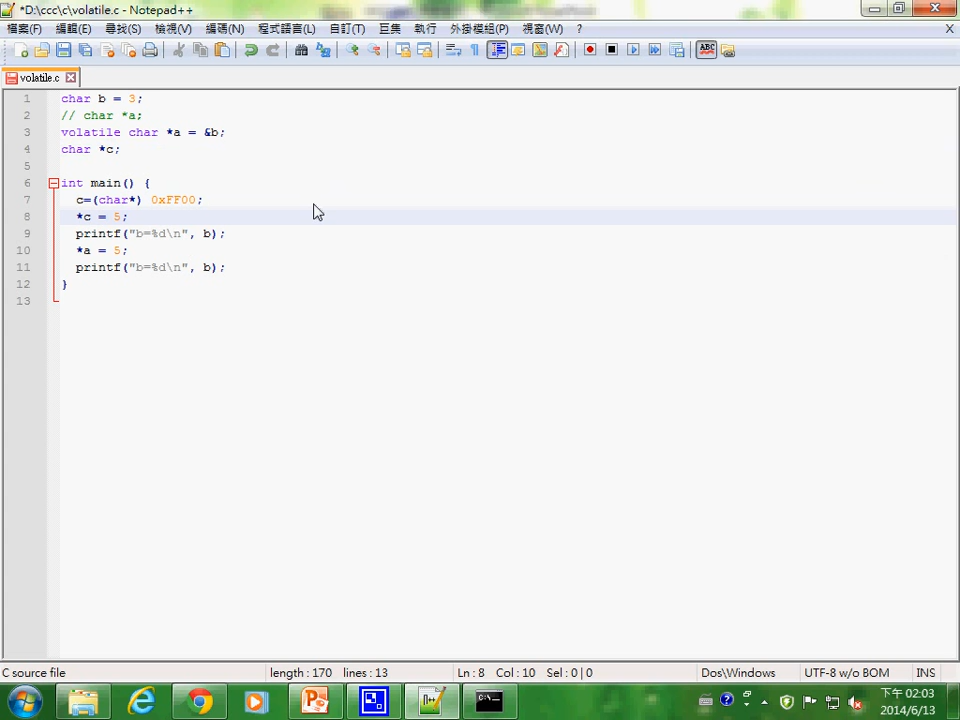 *D:\ccc\c\volatile.c - Notepad++
檔案(F) 編輯(E) 尋找(S) 檢視(V) 編碼(N) 程式語言(L) 自訂(T) 巨集 執行 外掛模組(P) 視窗(W) ? X
ABC
volatile.c
1 char b = 3;
2 // char *a;
3 volatile char *a = &b;
4 char *c;
5
6 int main() {
7 c=(char*) 0xFF00;
8 *c = 5;
9 printf("b=%d\n", b);
10 *a = 5;
11 printf("b=%d\n", b);
12 }
13
C source file length : 170 lines : 13 Ln : 8 Col : 10 Sel : 0 | 0 Dos\Windows UTF-8 w/o BOM INS
下午 02:03
2014/6/13